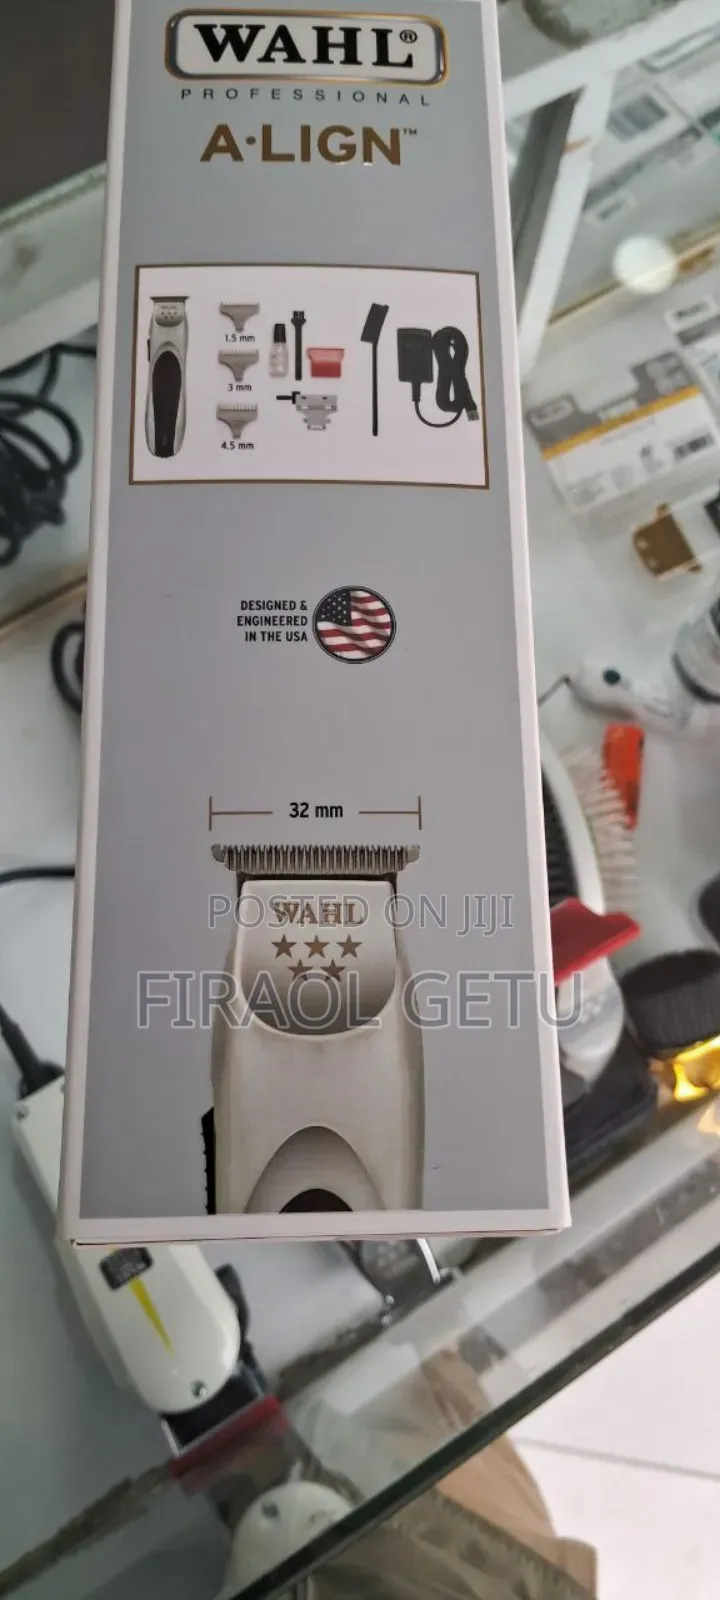 WAHL®
PROFESSIONAL
A·LIGN™
1.5 mm
3 mm
4.5 mm
DESIGNED &
ENGINEERED
IN THE USA
32 mm
WAHL
POSTED ON JIJI
FIRAOL GETU